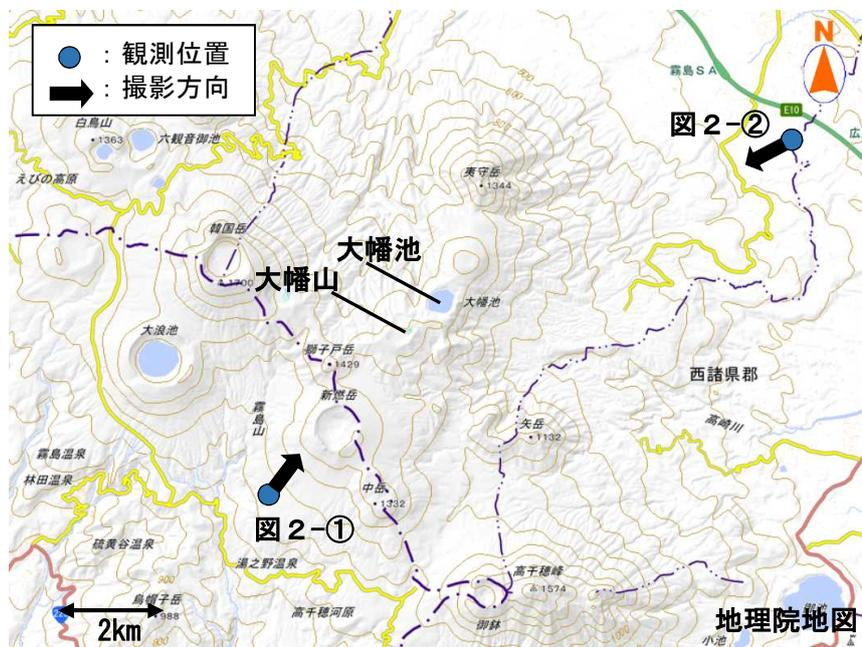 ：観測位置
：撮影方向
N
霧島ＳＡ
E10
図２-②
白鳥山
1363
六観音御池
えびの高原
夷守岳
1344
韓国岳
1700
大幡池
大幡山
大幡池
大浪池
獅子戸岳
1429
新燃岳
霧島山
西諸県郡
矢岳
1132
高崎川
霧島温泉
林田温泉
中岳
1332
図２-①
硫黄谷温泉
湯之野温泉
高千穂峰
1574
900
烏帽子岳
988
高千穂河原
御鉢
2km
御池
小池
地理院地図